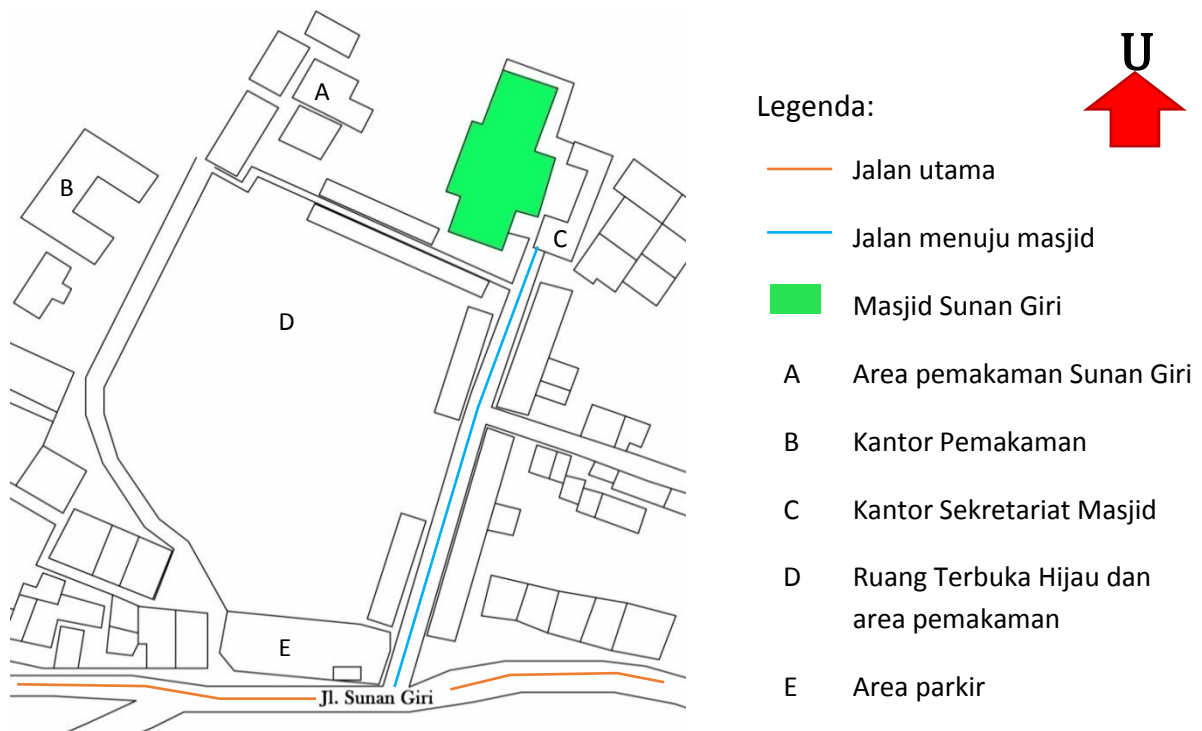 A
B
C
D
E
Jl. Sunan Giri
U
Legenda:
Jalan utama
Jalan menuju masjid
Masjid Sunan Giri
A Area pemakaman Sunan Giri
B Kantor Pemakaman
C Kantor Sekretariat Masjid
D Ruang Terbuka Hijau dan
area pemakaman
E Area parkir